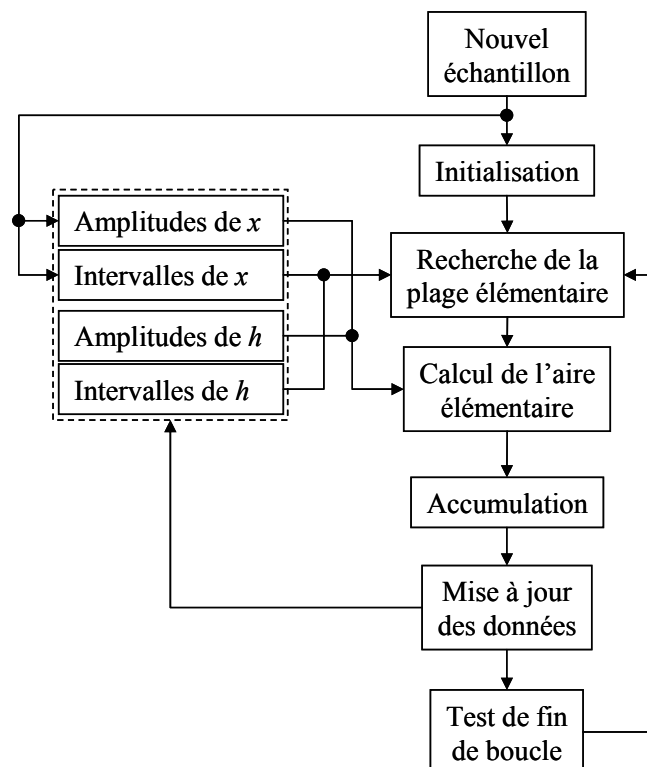 Nouvel
échantillon
Initialisation
Amplitudes de x
Intervalles de x
Amplitudes de h
Intervalles de h
Recherche de la
plage élémentaire
Calcul de l’aire
élémentaire
Accumulation
Mise à jour
des données
Test de fin
de boucle